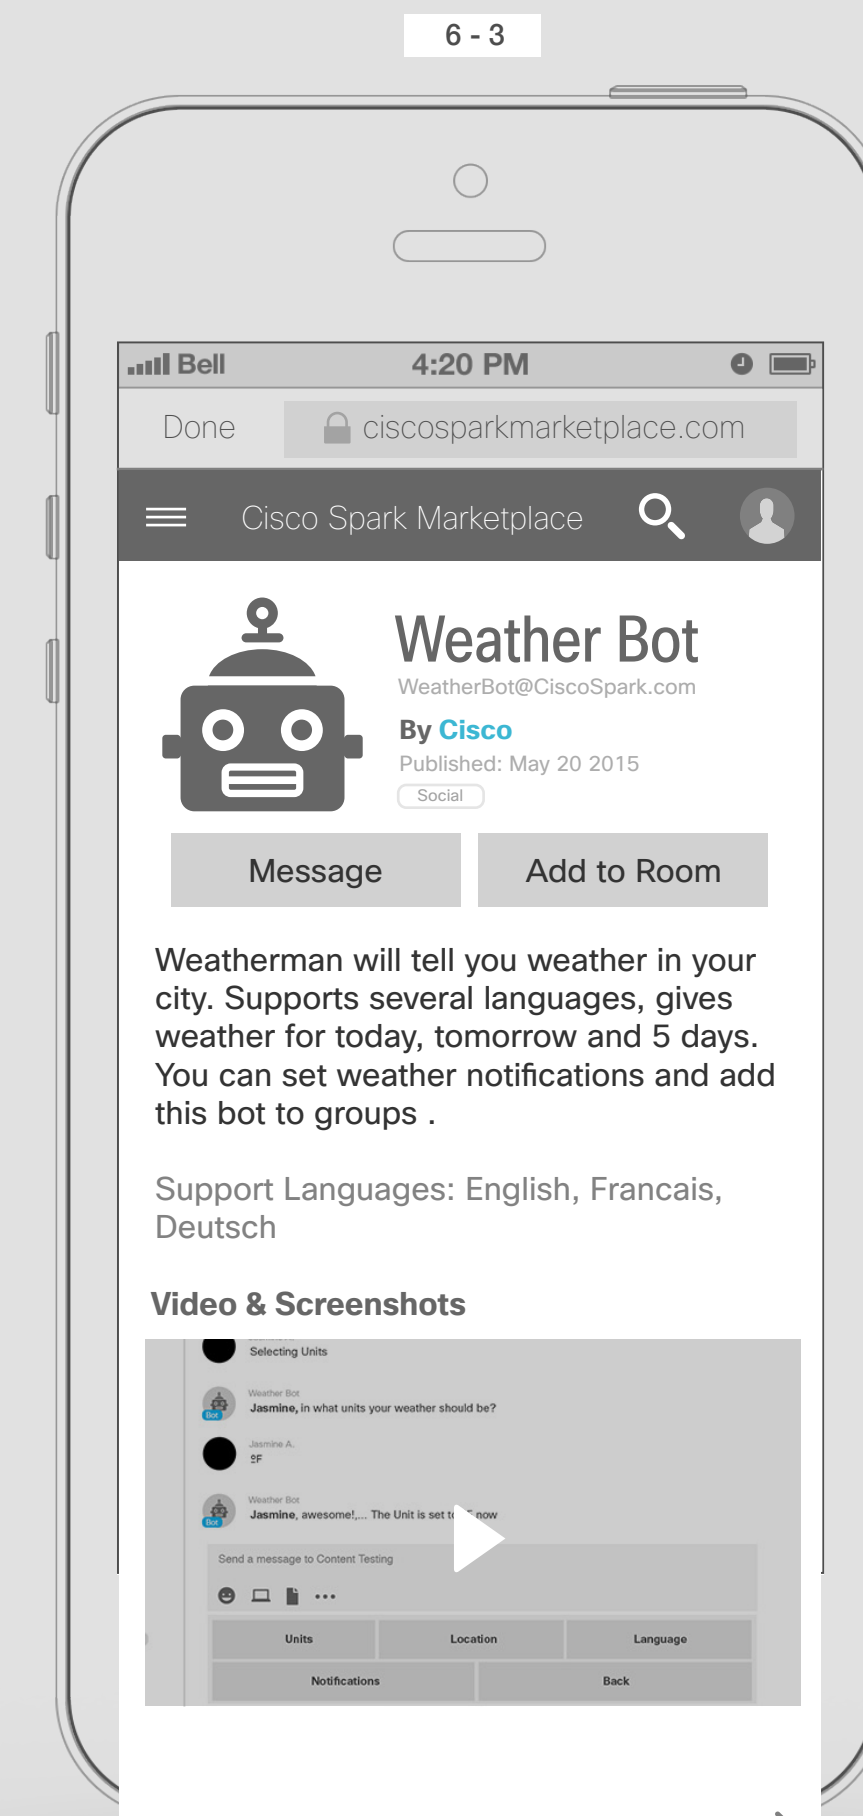 6 - 3
Bell
4:20 PM
Done
ciscosparkmarketplace.com
Cisco Spark Marketplace
Weather Bot
WeatherBot@CiscoSpark.com
By Cisco
Published: May 20 2015
Social
Message
Add to Room
Weatherman will tell you weather in your
city. Supports several languages, gives
weather for today, tomorrow and 5 days.
You can set weather notifications and add
this bot to groups .
Support Languages: English, Francais,
Deutsch
Video & Screenshots
Selecting Units
Weather Bot
Bot
Jasmine, in what units your weather should be?
Jasmine A.
ºF
Weather Bot
Bot
Jasmine, awesome!,... The Unit is set to now
Send a message to Content Testing
Units
Location
Language
Notifications
Back